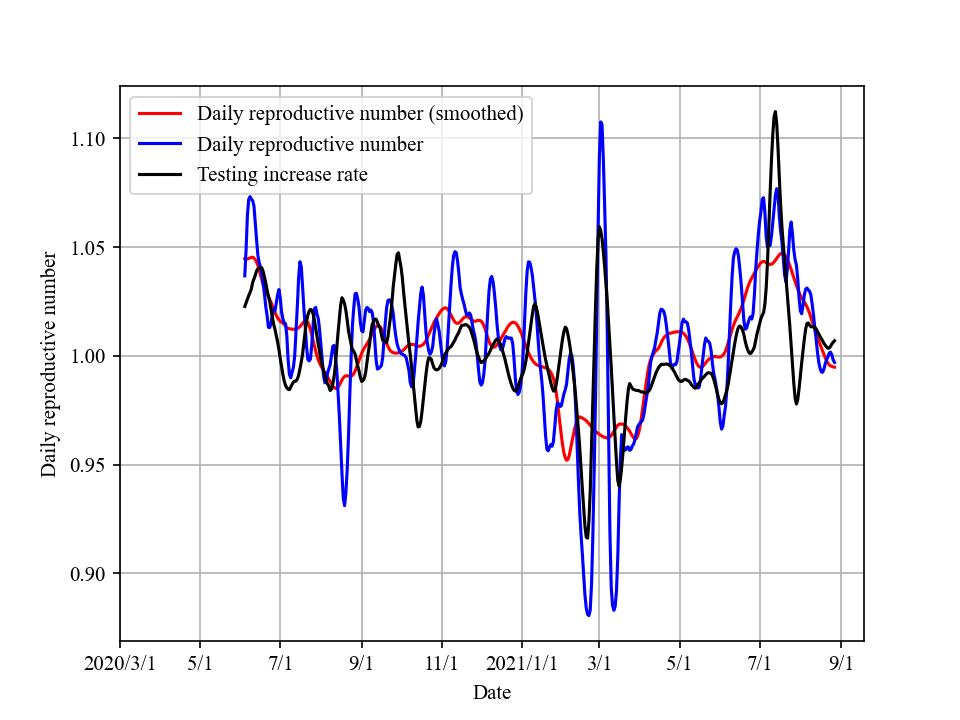 Daily reproductive number (smoothed)
Daily reproductive number
Testing increase rate
Daily reproductive number
1.10
1.05
1.00
0.95
0.90
2020/3/1 5/1 7/1 9/1 11/1 2021/1/1 3/1 5/1 7/1 9/1
Date